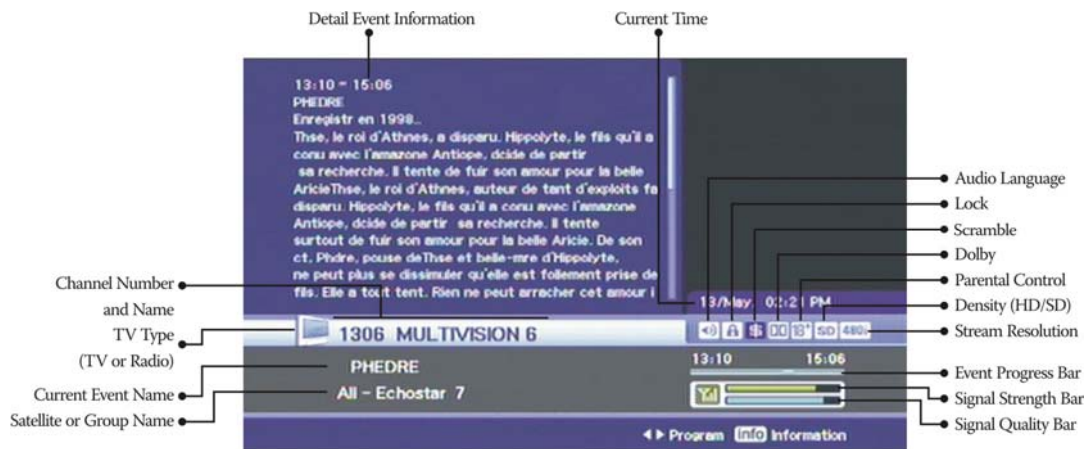 Detail Event Information
Current Time
13:10 - 15:06
PHEDRE
Enregistr en 1998...
Thse, le roi d'Athnes, a disparu. Hippolyte, le fils qu'il a
conu avec l'amazone Antiope, dcide de partir
sa recherche. Il tente de fuir son amour pour la belle
AricieThse, le roi d'Athnes, auteur de tant d'exploits fa
disparu. Hippolyte, le fils qu'il a conu avec l'amazone
Antiope, dcide de partir sa recherche. Il tente
surtout de fuir son amour pour la belle Aricie. De son
ct, Phdre, pouse deThse et belle-mre d'Hippolyte,
ne peut plus se dissimuler qu'elle est follement prise de
fils. Elle a tout tent. Rien ne peut arracher cet amour i
13/May. 02:21 PM
1306 MULTIVISION 6
18+ SD 480i
PHEDRE
All - Echostar 7
13:10 15:06
Program Info Information
Channel Number
and Name
TV Type
(TV or Radio)
Current Event Name
Satellite or Group Name
Audio Language
Lock
Scramble
Dolby
Parental Control
Density (HD/SD)
Stream Resolution
Event Progress Bar
Signal Strength Bar
Signal Quality Bar